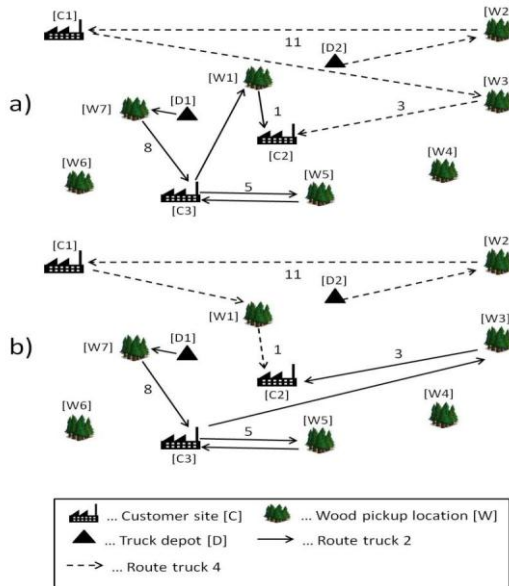 [C1]
[W2]
11
[D2]
[W1]
[W3]
a)
[D1]
[W7]
1
3
[C2]
8
[W4]
[W6]
5
[W5]
[C3]
[C1]
[W2]
11
[D2]
[W1]
[W3]
b)
[D1]
[W7]
1
3
8
[C2]
[W4]
[W6]
5
[W5]
[C3]
... Customer site [C]
... Wood pickup location [W]
... Truck depot [D]
... Route truck 2
... Route truck 4